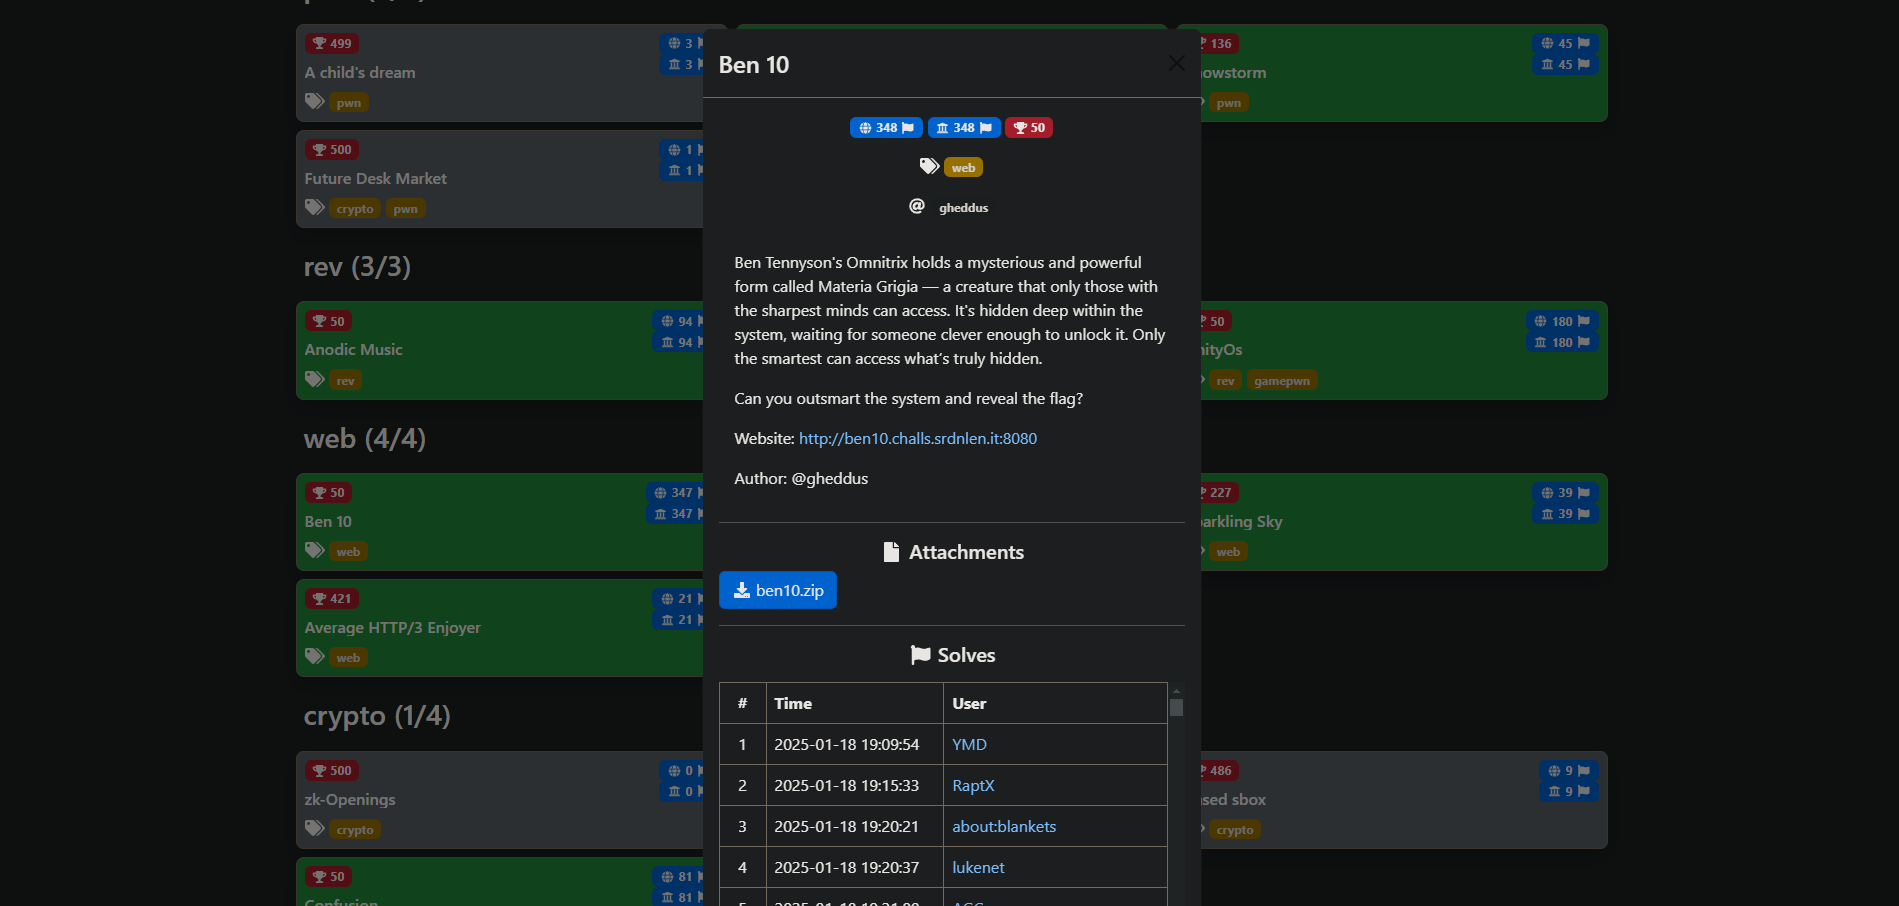 499
3
3
A child's dream
pwn
136
45
45
pwn
500
1
1
Future Desk Market
crypto pwn
rev (3/3)
50
94
94
Anodic Music
rev
50
180
180
rev gamepwn
web (4/4)
50
347
347
Ben 10
web
227
39
39
Sky
web
421
21
21
Average HTTP/3 Enjoyer
web
crypto (1/4)
500
0
0
zk-Openings
crypto
486
9
9
sbox
crypto
50
81
81
Confusion
Ben 10
348 348 50
web
@ gheddus
Ben Tennyson's Omnitrix holds a mysterious and powerful
form called Materia Grigia — a creature that only those with
the sharpest minds can access. It's hidden deep within the
system, waiting for someone clever enough to unlock it. Only
the smartest can access what’s truly hidden.
Can you outsmart the system and reveal the flag?
Website: http://ben10.challs.srdnlen.it:8080
Author: @gheddus
Attachments
ben10.zip
Solves
# Time User
1 2025-01-18 19:09:54 YMD
2 2025-01-18 19:15:33 RaptX
3 2025-01-18 19:20:21 about:blankets
4 2025-01-18 19:20:37 lukenet